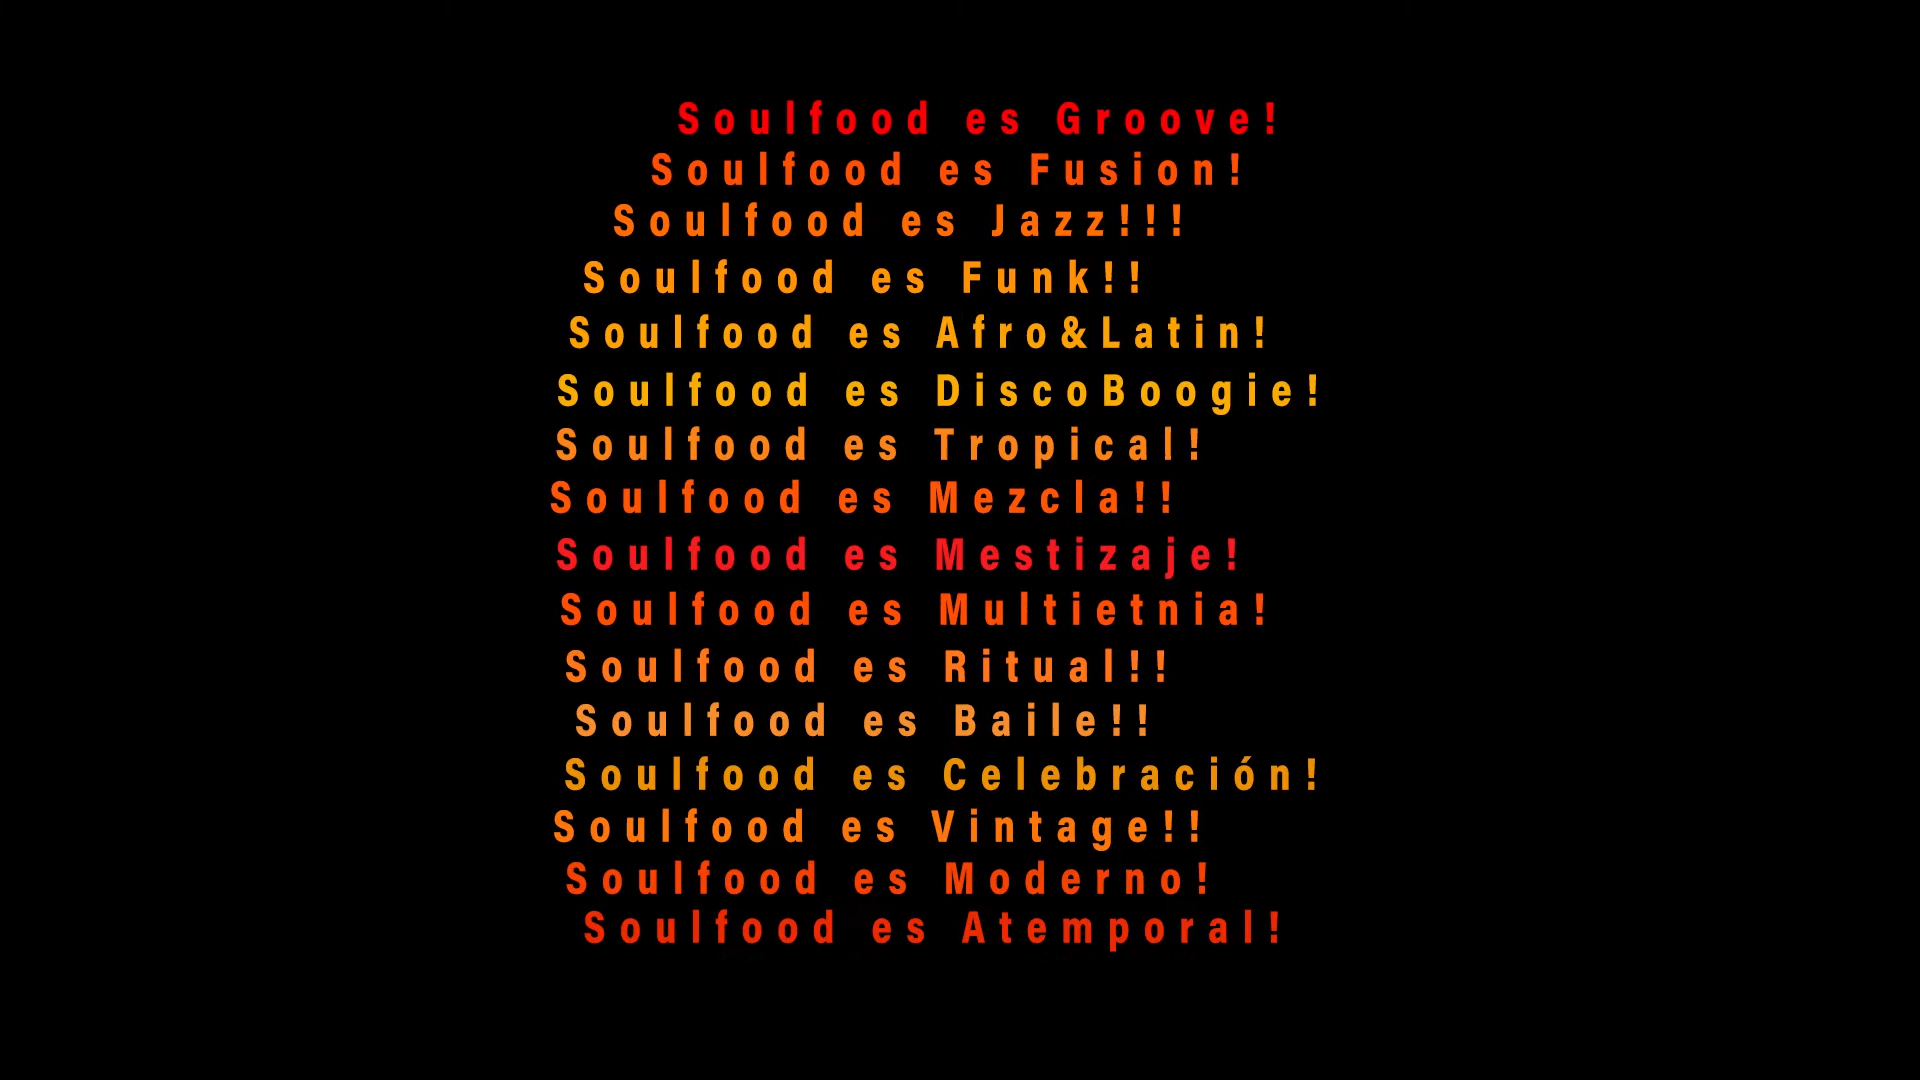 Soulfood es Groove!
Soulfood es Fusion!
Soulfood es Jazz!!!
Soulfood es Funk!!
Soulfood es Afro&Latin!
Soulfood es DiscoBoogie!
Soulfood es Tropical!
Soulfood es Mezcla!!
Soulfood es Mestizaje!
Soulfood es Multietnia!
Soulfood es Ritual!!
Soulfood es Baile!!
Soulfood es Celebración!
Soulfood es Vintage!!
Soulfood es Moderno!
Soulfood es Atemporal!